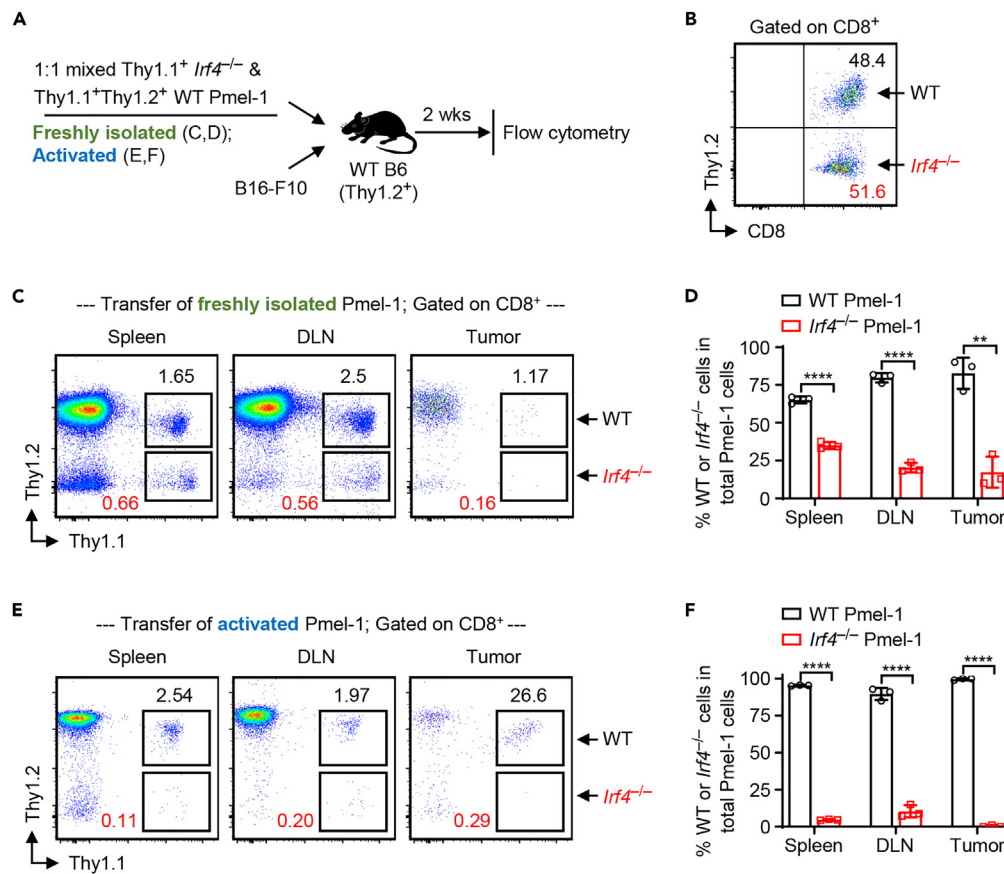 A
1:1 mixed Thy1.1⁺ Irf4⁻/⁻ &
Thy1.1⁺Thy1.2⁺ WT Pmel-1
Freshly isolated (C,D);
Activated (E,F)
B16-F10
WT B6
(Thy1.2⁺)
2 wks
Flow cytometry
B
Gated on CD8⁺
48.4
WT
Irf4⁻/⁻
51.6
Thy1.2
CD8
C
--- Transfer of freshly isolated Pmel-1; Gated on CD8⁺ ---
Spleen
DLN
Tumor
1.65
2.5
1.17
WT
Irf4⁻/⁻
0.66
0.56
0.16
Thy1.2
Thy1.1
D
WT Pmel-1
Irf4⁻/⁻ Pmel-1
% WT or Irf4⁻/⁻ cells in
total Pmel-1 cells
100
75
50
25
0
****
****
**
Spleen
DLN
Tumor
E
--- Transfer of activated Pmel-1; Gated on CD8⁺ ---
Spleen
DLN
Tumor
2.54
1.97
26.6
WT
Irf4⁻/⁻
0.11
0.20
0.29
Thy1.2
Thy1.1
F
WT Pmel-1
Irf4⁻/⁻ Pmel-1
% WT or Irf4⁻/⁻ cells in
total Pmel-1 cells
100
75
50
25
0
****
****
****
Spleen
DLN
Tumor